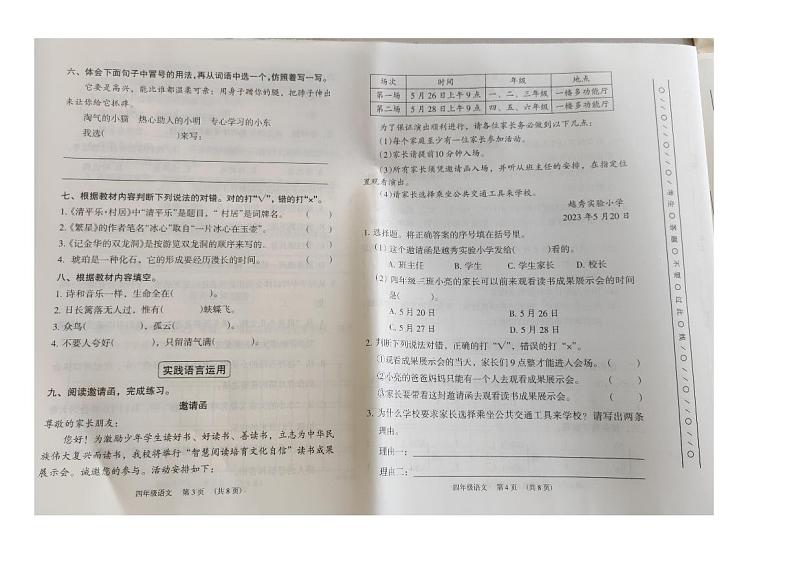 六、体会下面句子中冒号的用法,再从词语中选一个,仿照着写一写。
它要是高兴，能比谁都温柔可亲：用身子蹭你的腿，把脖子伸出
来让你给它抓痒。
淘气的小猫 热心助人的小明 专心学习的小东
我选( )来写：
七、根据教材内容判断下列说法的对错。对的打“√”,错的打“×”。
1.《清平乐·村居》中“清平乐”是题目，“村居”是词牌名。 ( )
2.《繁星》的作者笔名“冰心”取自“一片冰心在玉壶”。 ( )
3.《记金华的双龙洞》是按游览双龙洞的顺序来写的。 ( )
4. 琥珀是一种化石，它的形成要经历漫长的时间。 ( )
八、根据教材内容填空。
1. 诗和音乐一样，生命全在( )。
2. 日长篱落无人过，惟有( )蛱蝶飞。
3. 众鸟( )，孤云( )。
4. 不要人夸好( )，只留清气满( )。
实践语言运用
九、阅读邀请函，完成练习。
邀请函
尊敬的家长朋友：
您好！为激励少年学生读好书、好读书、善读书，立志为中华民
族伟大复兴而读书，我校将举行“智慧阅读培育文化自信”读书成果
展示会。诚邀您的参与。活动安排如下：
四年级语文 第3页 (共8页)
场次 时间 年级 地点
第一场 5月26日上午9点 一、二、三年级 一楼多功能厅
第二场 5月28日上午9点 四、五、六年级 一楼多功能厅
为了保证演出顺利进行，请各位家长务必做到以下几点：
(1)每个家庭至少有一位家长参加活动。
(2)家长请提前10分钟入场。
(3)所有家长须凭邀请函入场，并听从班主任的安排，在指定位
置观看演出。
(4)请家长选择乘坐公共交通工具来学校。
越秀实验小学
2023年5月20日
1. 选择题。将正确答案的序号填在括号里。
(1)这个邀请函是越秀实验小学发给( )看的。
A. 班主任 B. 学生 C. 学生家长 D. 校长
(2)四年级三班小亮的家长可以前来观看读书成果展示会的时间
是( )。
A. 5月20日 B. 5月26日
C. 5月27日 D. 5月28日
2. 判断下列说法对错，正确的打“√”，错误的打“×”。
①观看成果展示会的当天，家长们9点整才能进入会场。 ( )
②小亮的爸爸妈妈只能有一个人去观看展示会。 ( )
③家长要带着这封邀请函去观看读书成果展示会。 ( )
3. 为什么学校要求家长选择乘坐公共交通工具来学校？请写出两条
理由。
理由一：
理由二：
四年级语文 第4页 (共8页)
考生答题不要过此线